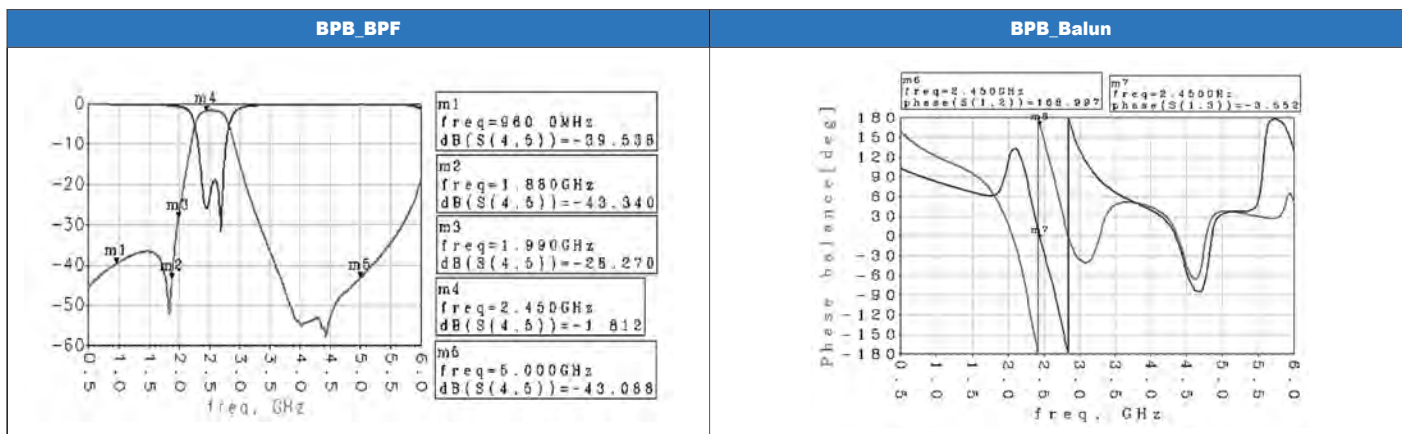 BPB_BPF
BPB_Balun
m1
freq=960.0MHz
dB(S(4,5))=-39.538
m2
freq=1.880GHz
dB(S(4,5))=-43.340
m3
freq=1.990GHz
m4
freq=2.450GHz
dB(S(4,5))=-1.812
freq=5.000GHz
dB(S(4,5))=-43.088
0
-10
-20
-30
-40
-50
-60
m4
m3
m1
m2
m5
0.5 1.0 1.5 2.0 2.5 3.0 3.5 4.0 4.5 5.0 5.5 6.0
freq, GHz
m6
freq=2.450GHz
phase(S(1,2))=168.997
m7
freq=2.450GHz
phase(S(1,3))=-3.552
Phase balance[deg]
180
150
120
90
60
30
0
-30
-60
-90
-120
-150
-180
m7
0.5 1.0 1.5 2.0 2.5 3.0 3.5 4.0 4.5 5.0 5.5 6.0
freq, GHz